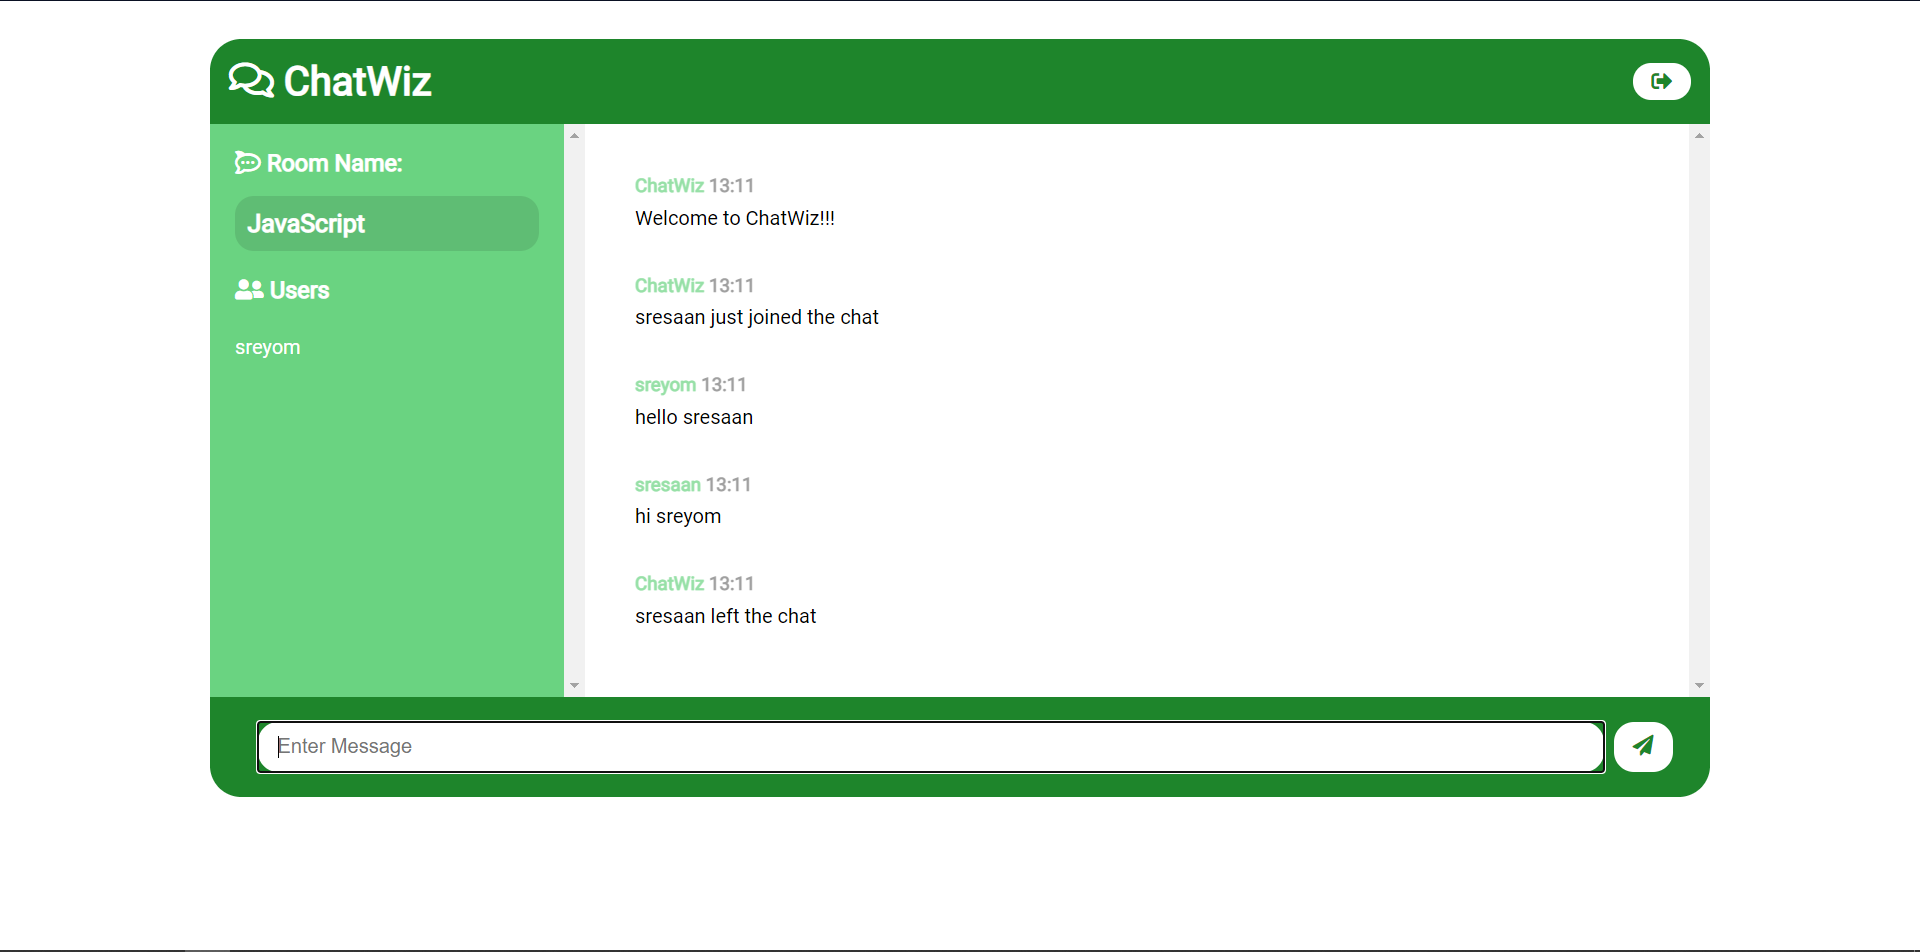 ChatWiz
Room Name:
JavaScript
Users
sreyom
ChatWiz 13:11
Welcome to ChatWiz!!!
ChatWiz 13:11
sresaan just joined the chat
sreyom 13:11
hello sresaan
sresaan 13:11
hi sreyom
ChatWiz 13:11
sresaan left the chat
Enter Message